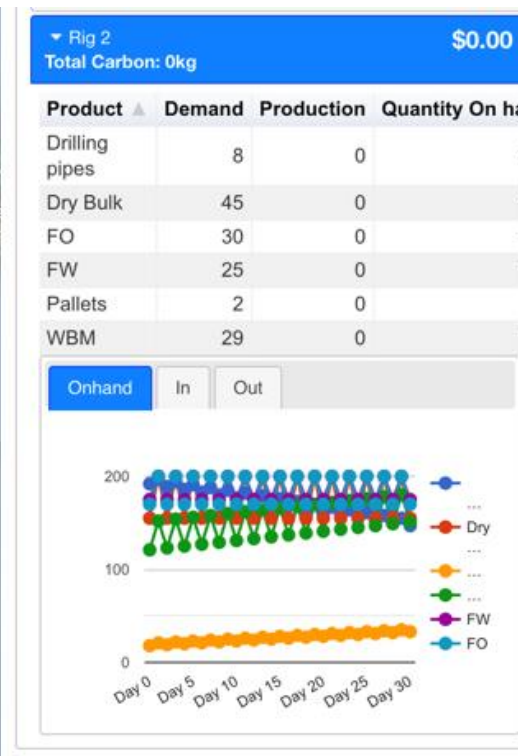 Rig 2 $0.00
Total Carbon: 0kg
Product Demand Production Quantity On ha
Drilling
pipes 8 0
Dry Bulk 45 0
FO 30 0
FW 25 0
Pallets 2 0
WBM 29 0
Onhand In Out
200
100
0
...
Dry
...
...
...
FW
FO
Day 0 Day 5 Day 10 Day 15 Day 20 Day 25 Day 30